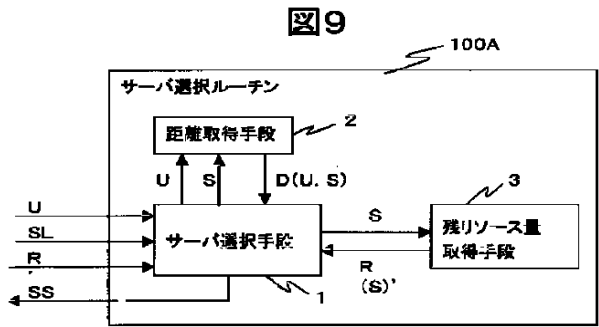 図9
100A
サーバ選択ルーチン
距離取得手段
2
U
S
D(U. S)
3
U
SL
R
SS
サーバ選択手段
S
R
(S)'
残リソース量
取得手段
1